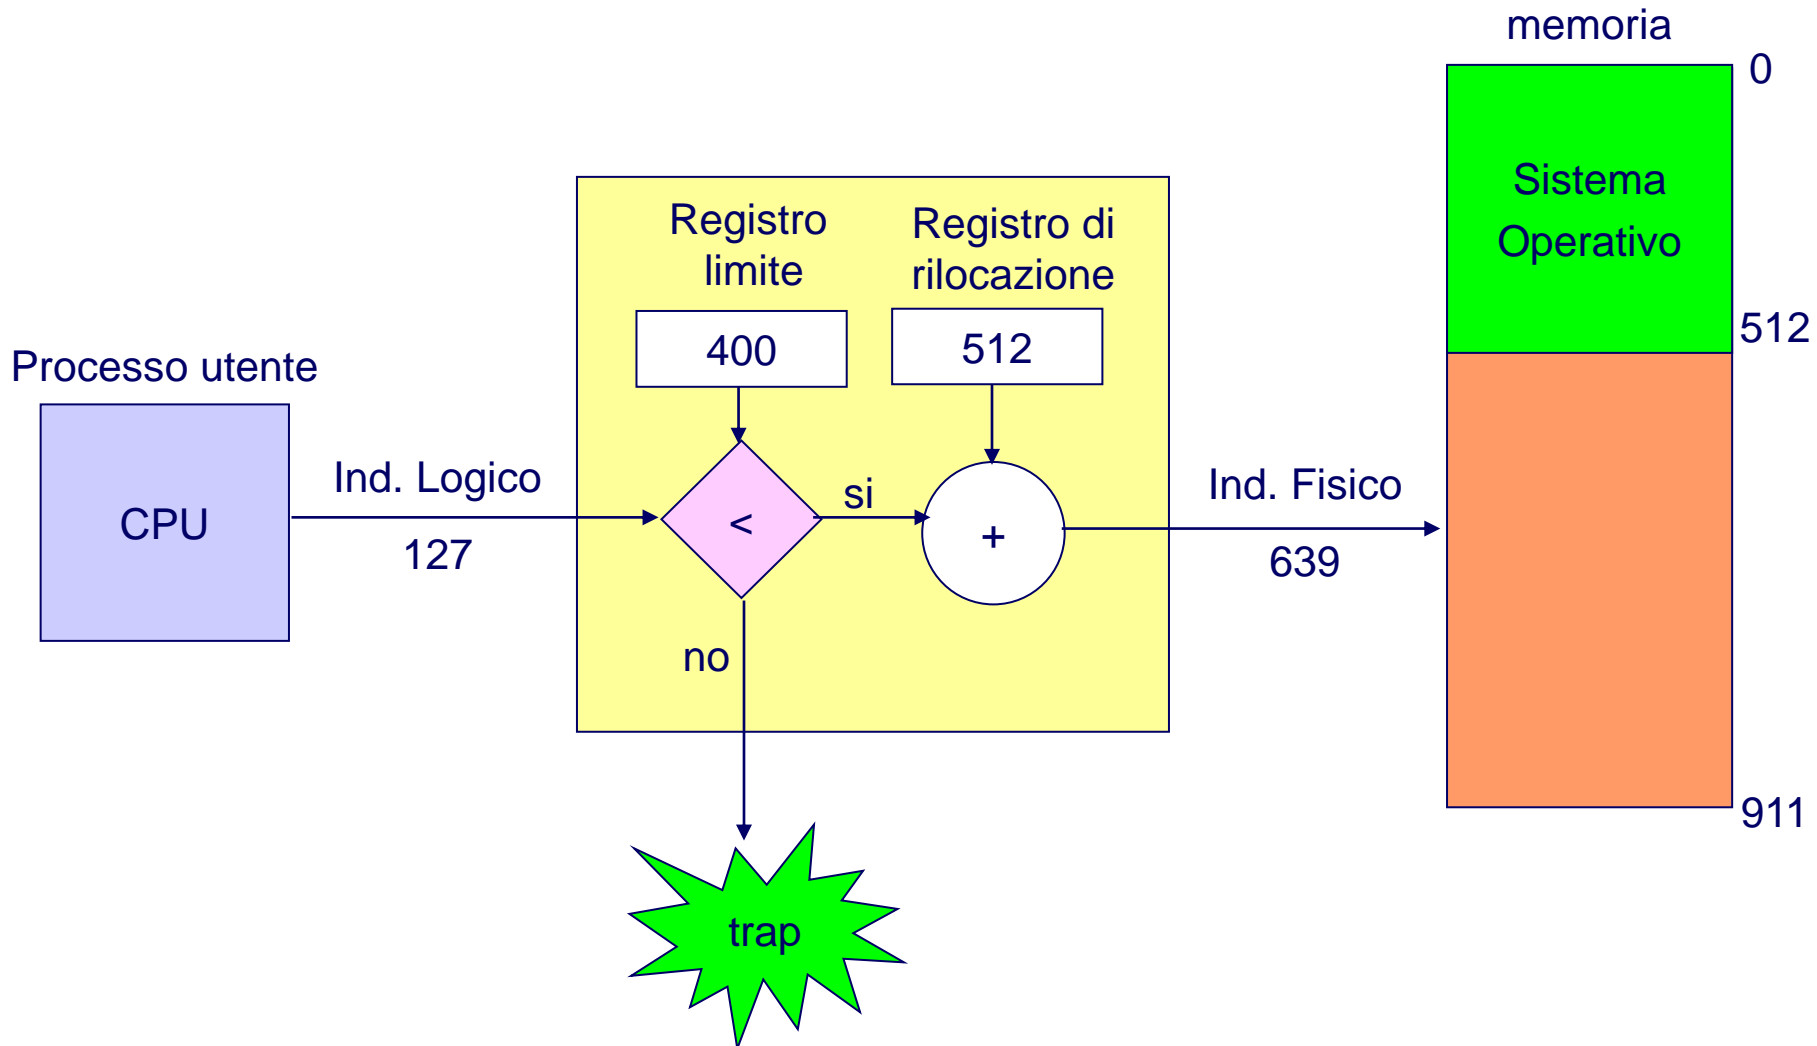 memoria
0
Sistema
Operativo
512
911
Registro
limite
400
Registro di
rilocazione
512
Processo utente
CPU
Ind. Logico
127
<
si
+
Ind. Fisico
639
no
trap